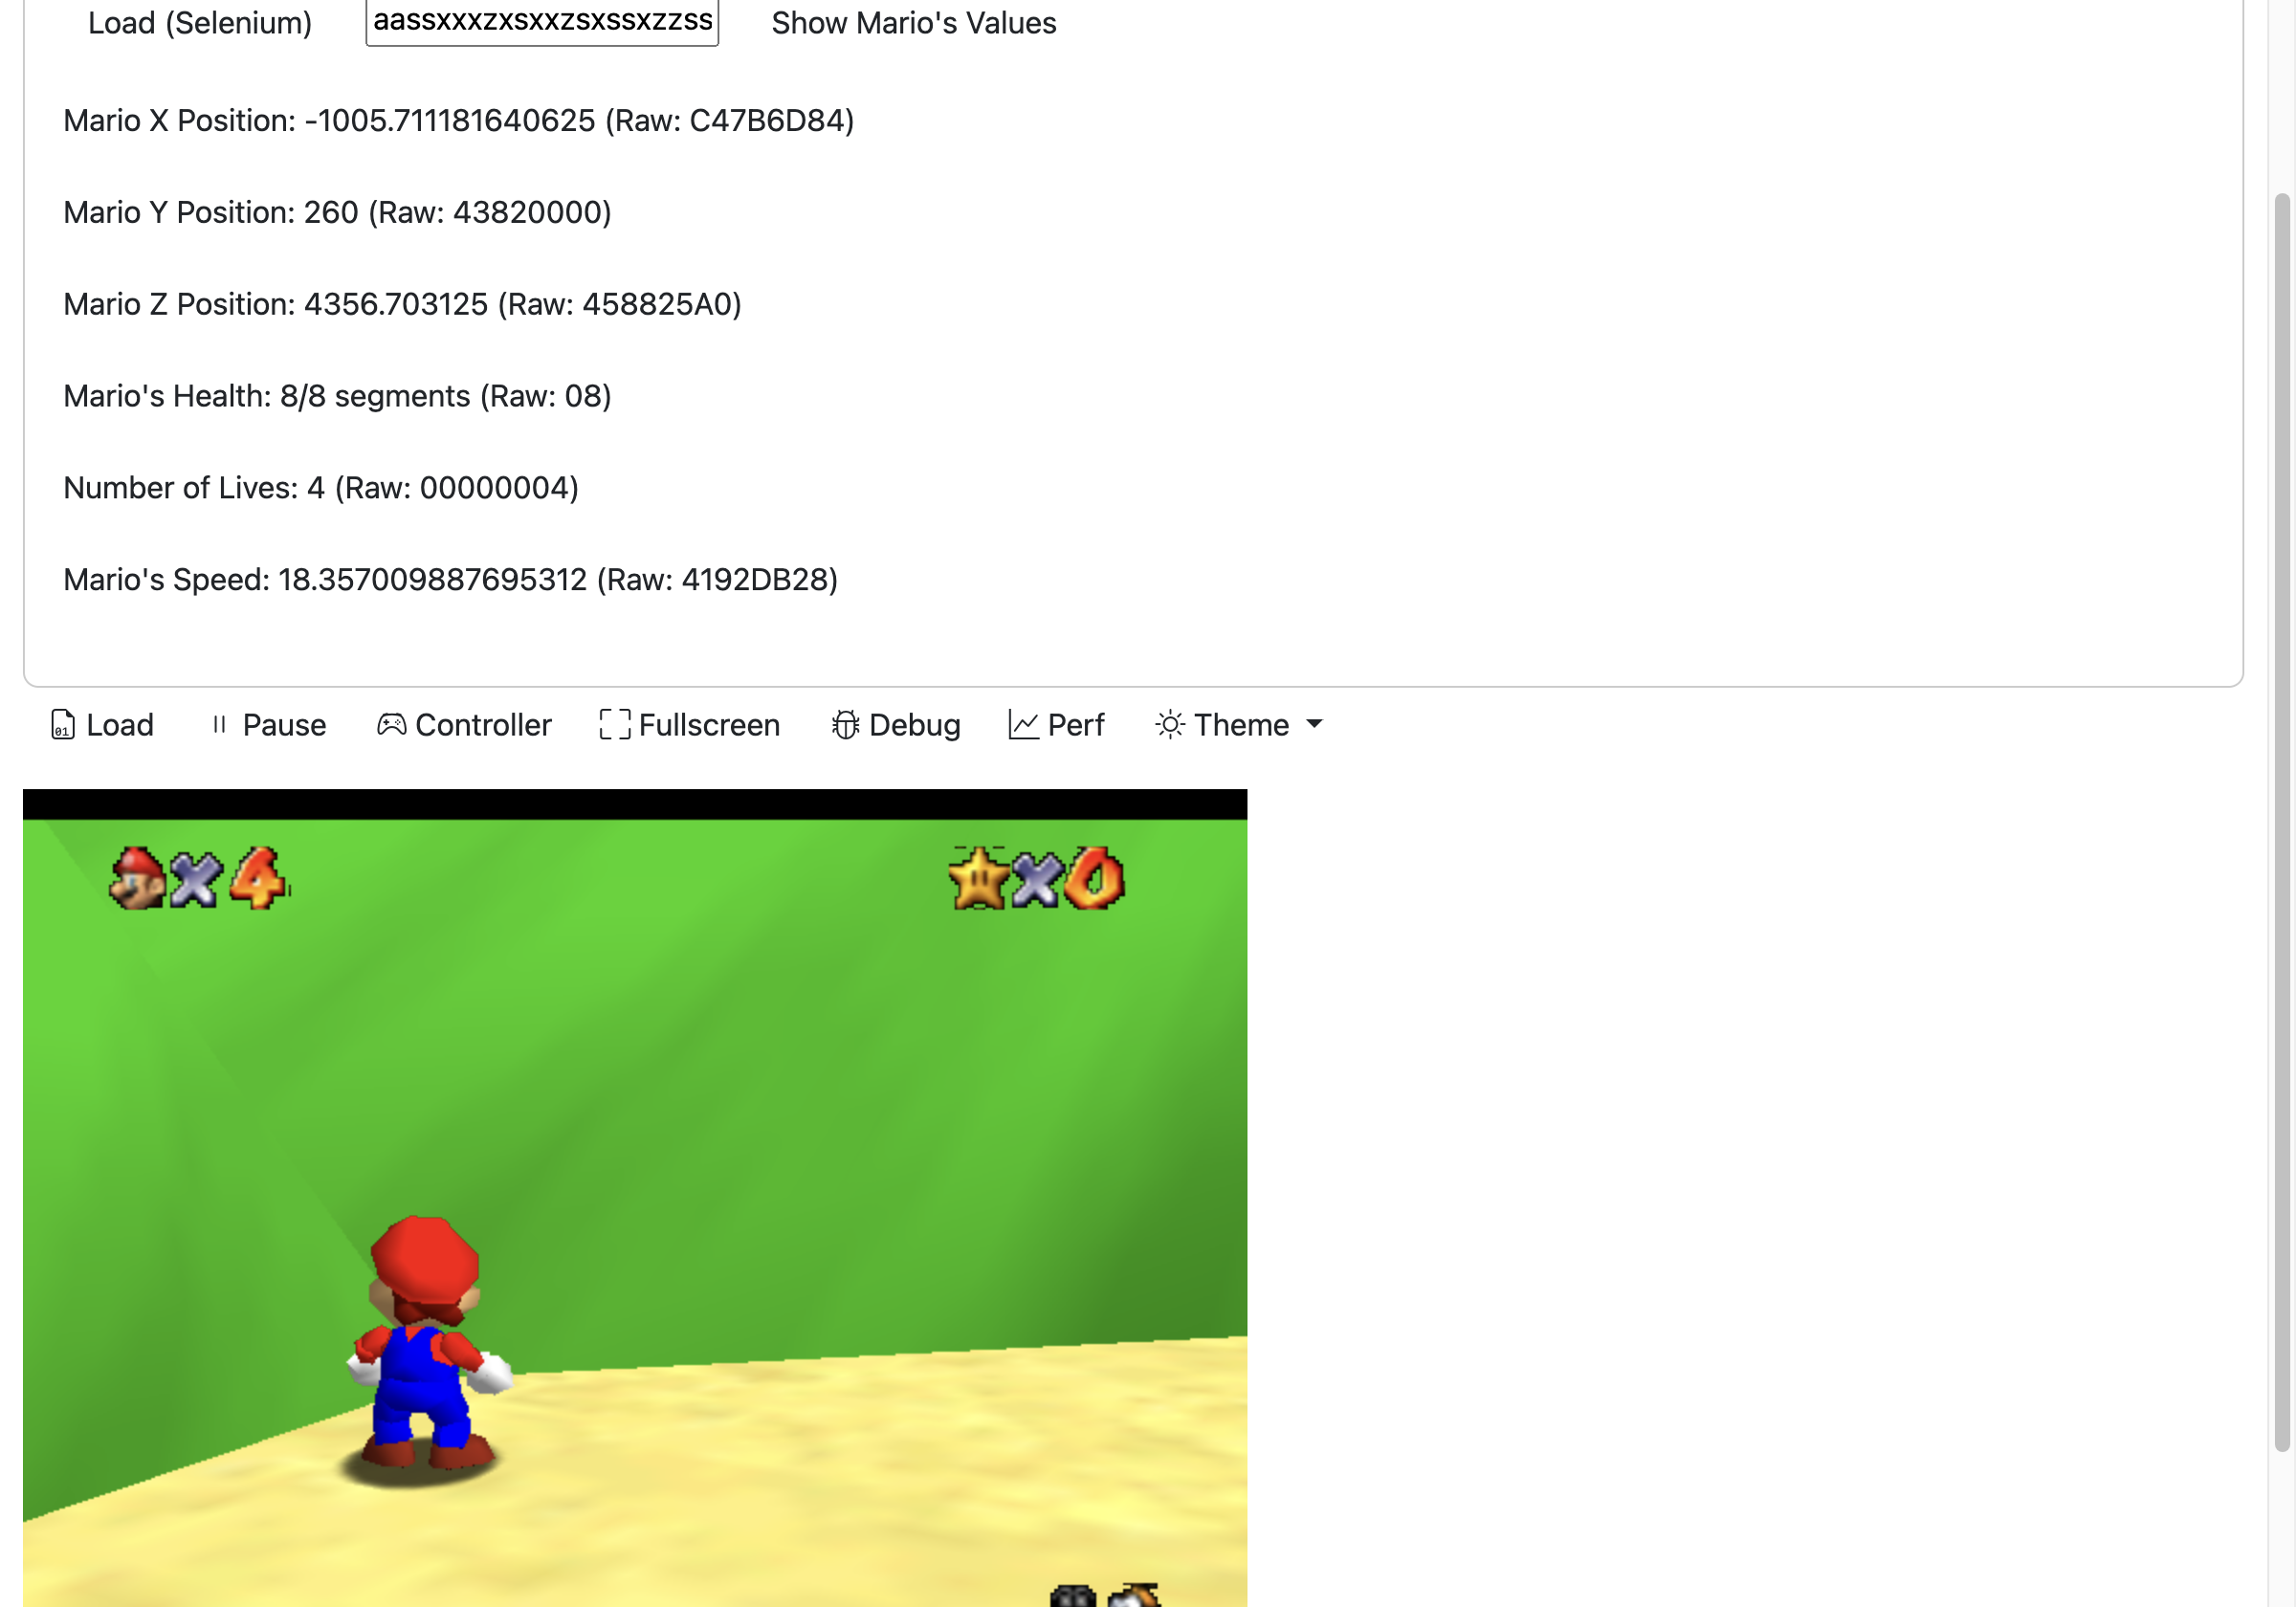 Load (Selenium) aassxxxzxsxxzsxssxzzss Show Mario's Values
Mario X Position: -1005.711181640625 (Raw: C47B6D84)
Mario Y Position: 260 (Raw: 43820000)
Mario Z Position: 4356.703125 (Raw: 458825A0)
Mario's Health: 8/8 segments (Raw: 08)
Number of Lives: 4 (Raw: 00000004)
Mario's Speed: 18.357009887695312 (Raw: 4192DB28)
Load Pause Controller Fullscreen Debug Perf Theme
×4 ×0